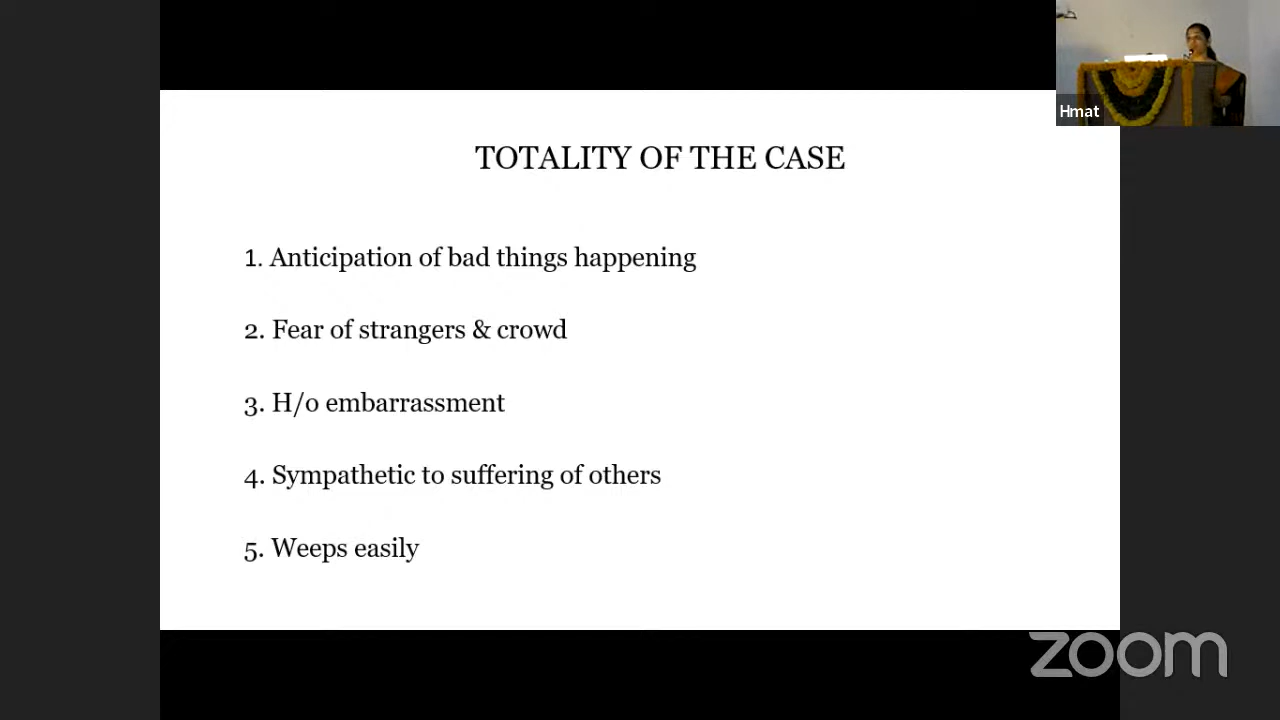 Hmat
TOTALITY OF THE CASE
1. Anticipation of bad things happening
2. Fear of strangers & crowd
3. H/o embarrassment
4. Sympathetic to suffering of others
5. Weeps easily
zoom